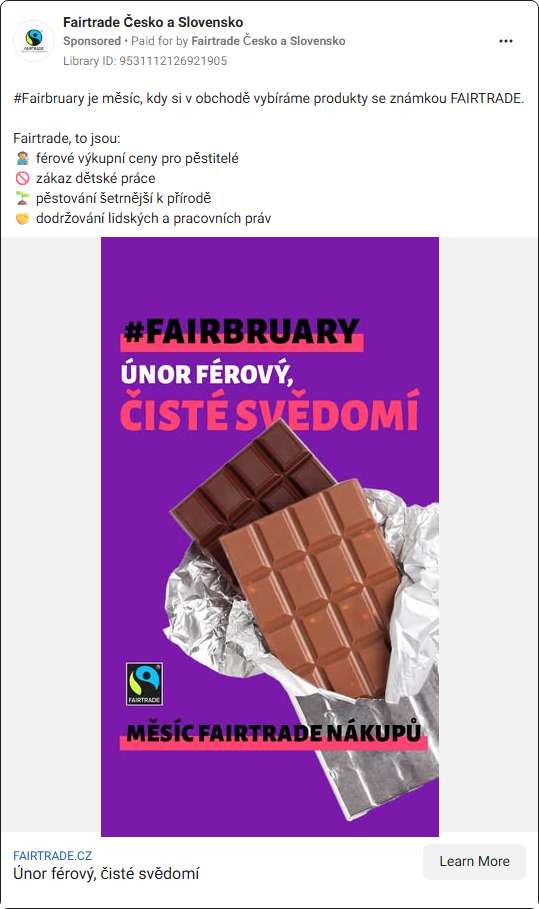 Fairtrade Česko a Slovensko
Sponsored • Paid for by Fairtrade Česko a Slovensko
Library ID: 9531112126921905
#Fairbruary je měsíc, kdy si v obchodě vybíráme produkty se známkou FAIRTRADE.
Fairtrade, to jsou:
férové výkupní ceny pro pěstitelé
zákaz dětské práce
pěstování šetrnější k přírodě
dodržování lidských a pracovních práv
#FAIRBRUARY
ÚNOR FÉROVÝ,
ČISTÉ SVĚDOMÍ
FAIRTRADE
MĚSÍC FAIRTRADE NÁKUPŮ
FAIRTRADE.CZ
Únor férový, čisté svědomí
Learn More